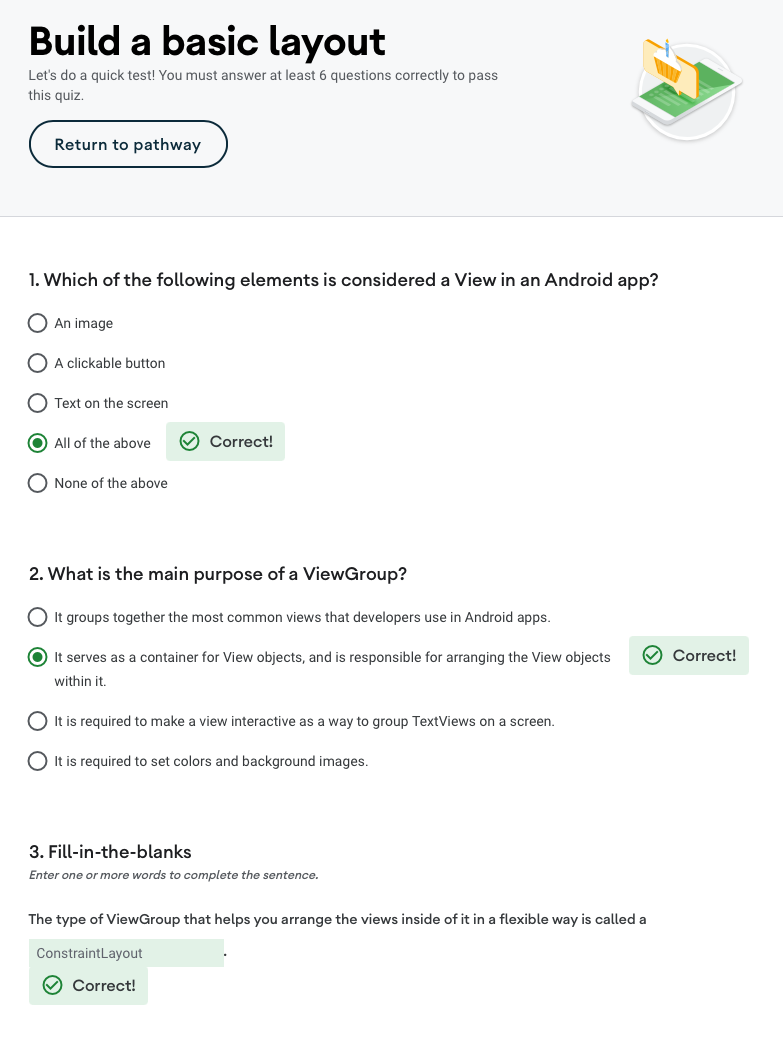 Build a basic layout
Let's do a quick test! You must answer at least 6 questions correctly to pass
this quiz.
Return to pathway
1. Which of the following elements is considered a View in an Android app?
An image
A clickable button
Text on the screen
All of the above Correct!
None of the above
2. What is the main purpose of a ViewGroup?
It groups together the most common views that developers use in Android apps.
It serves as a container for View objects, and is responsible for arranging the View objects
within it.
Correct!
It is required to make a view interactive as a way to group TextViews on a screen.
It is required to set colors and background images.
3. Fill-in-the-blanks
Enter one or more words to complete the sentence.
The type of ViewGroup that helps you arrange the views inside of it in a flexible way is called a
ConstraintLayout .
Correct!